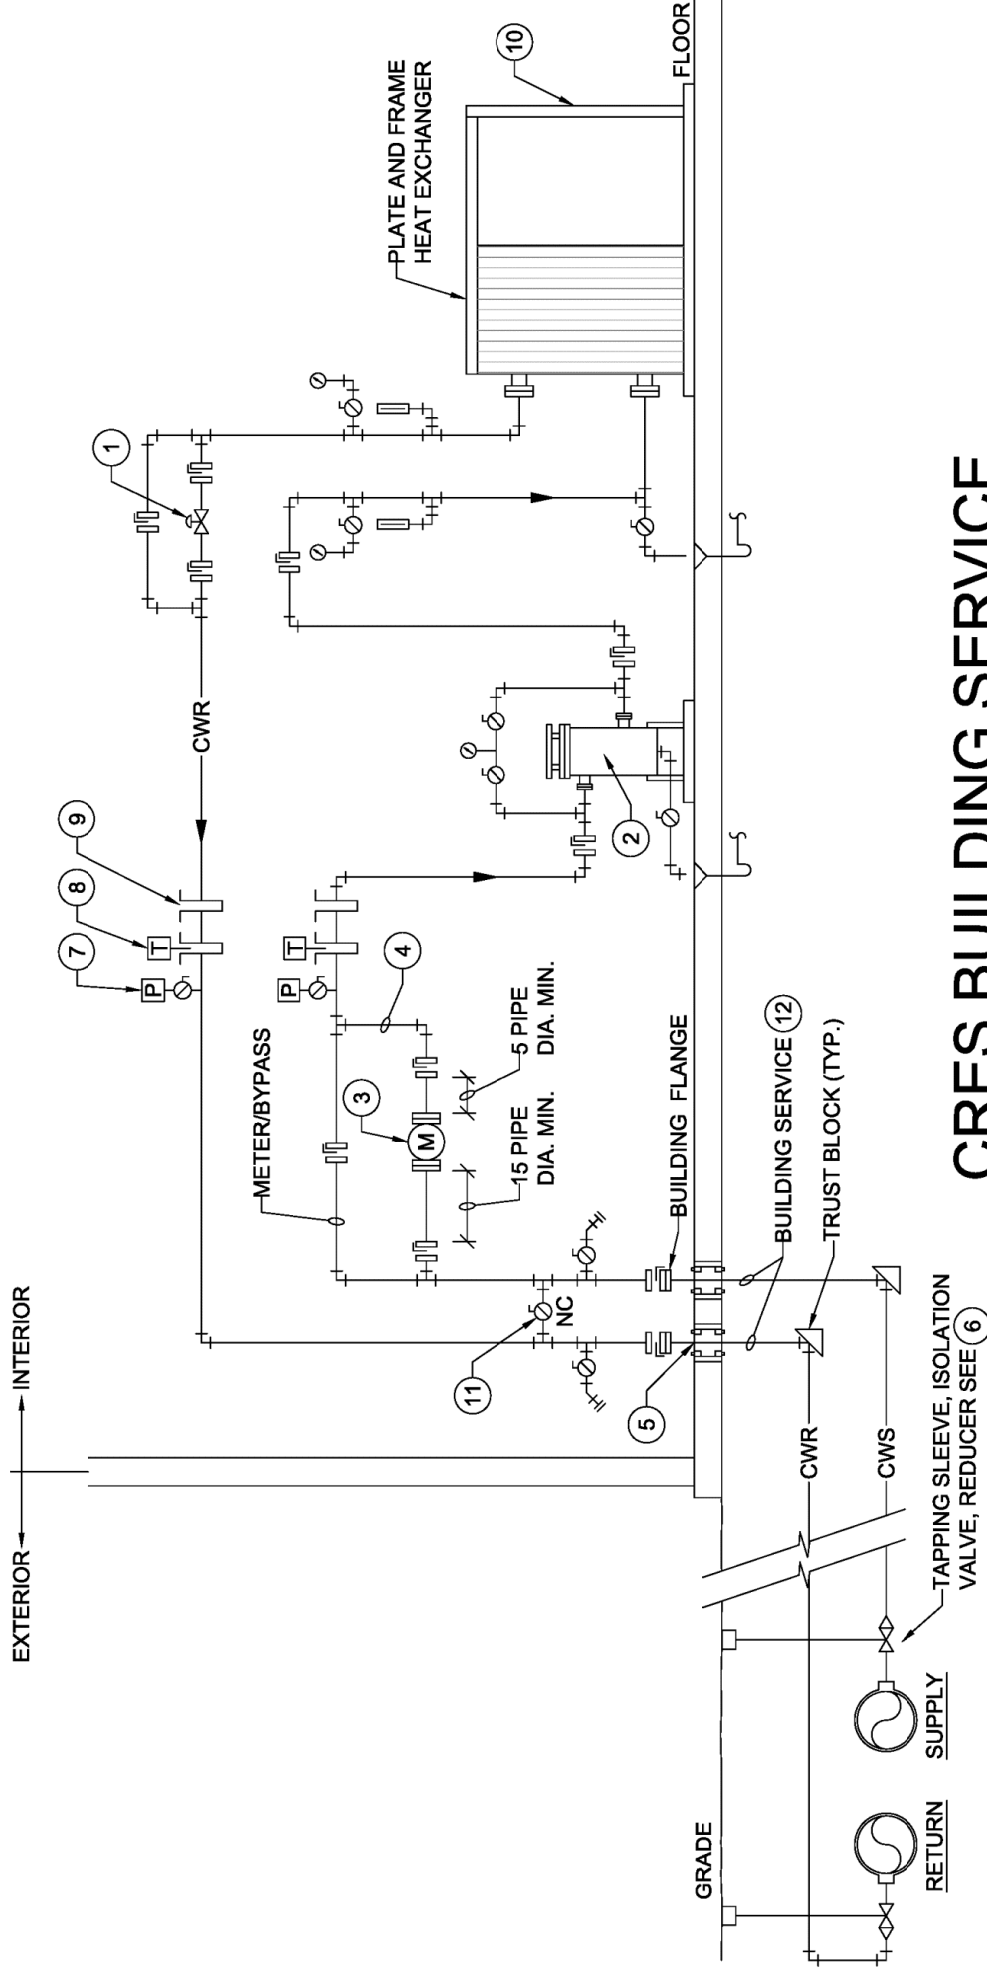 EXTERIOR
INTERIOR
7
8
9
1
10
PLATE AND FRAME
HEAT EXCHANGER
CWR
P
T
METER/BYPASS
P
T
4
3
M
15 PIPE
DIA. MIN.
5 PIPE
DIA. MIN.
2
11
NC
5
BUILDING FLANGE
FLOOR
GRADE
BUILDING SERVICE 12
TRUST BLOCK (TYP.)
CWR
CWS
RETURN
SUPPLY
TAPPING SLEEVE, ISOLATION
VALVE, REDUCER SEE 6
CRES BUILDING SERVICE